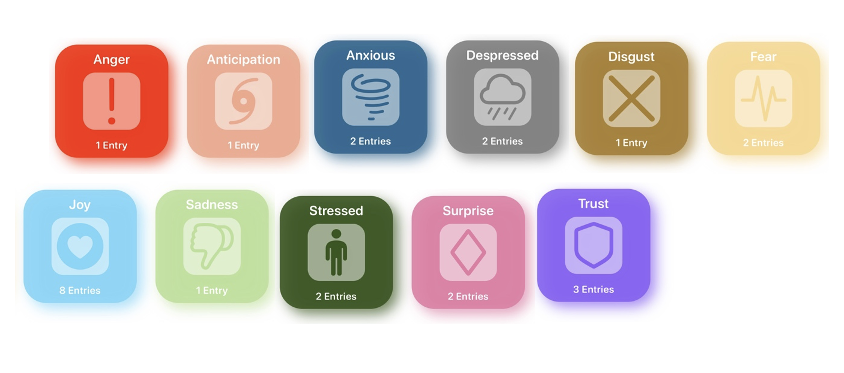 Anger
1 Entry
Anticipation
1 Entry
Anxious
2 Entries
Despressed
2 Entries
Disgust
1 Entry
Fear
2 Entries
Joy
8 Entries
Sadness
1 Entry
Stressed
2 Entries
Surprise
2 Entries
Trust
3 Entries